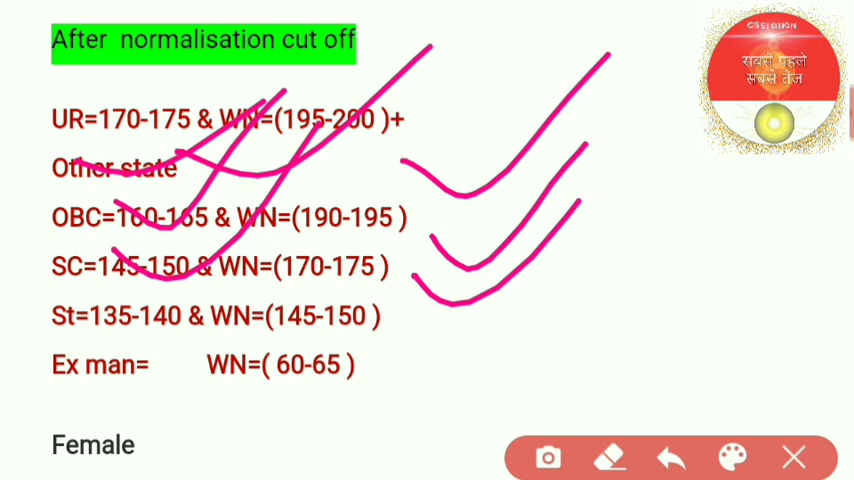 After normalisation cut off
UR=170-175 & WN=(195-200 )+
Other state
OBC=160-165 & WN=(190-195 )
SC=145-150 & WN=(170-175 )
St=135-140 & WN=(145-150 )
Ex man= WN=( 60-65 )
Female
सबसे पहले
सबसे तेज